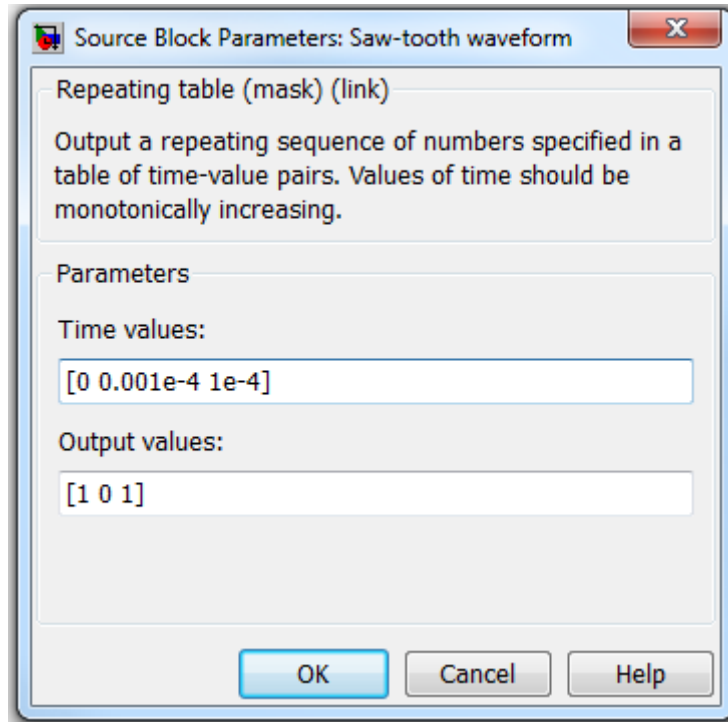 Source Block Parameters: Saw-tooth waveform
Repeating table (mask) (link)
Output a repeating sequence of numbers specified in a
table of time-value pairs. Values of time should be
monotonically increasing.
Parameters
Time values:
[0 0.001e-4 1e-4]
Output values:
[1 0 1]
OK Cancel Help